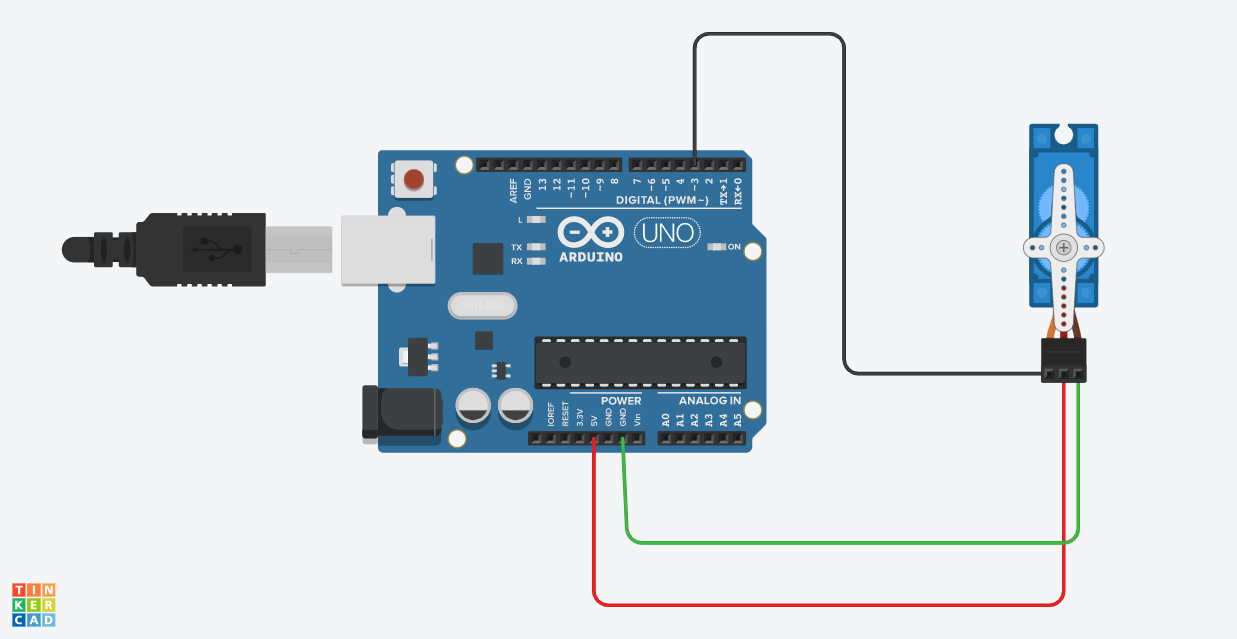 AREF
GND
13
12
~11
~10
~9
8
7
~6
~5
4
~3
2
TX→1
RX←0
DIGITAL (PWM~)
L
TX
RX
ARDUINO
UNO
ON
POWER
ANALOG IN
IOREF
RESET
3.3V
5V
GND
GND
Vin
A0
A1
A2
A3
A4
A5
TIN
KER
CAD